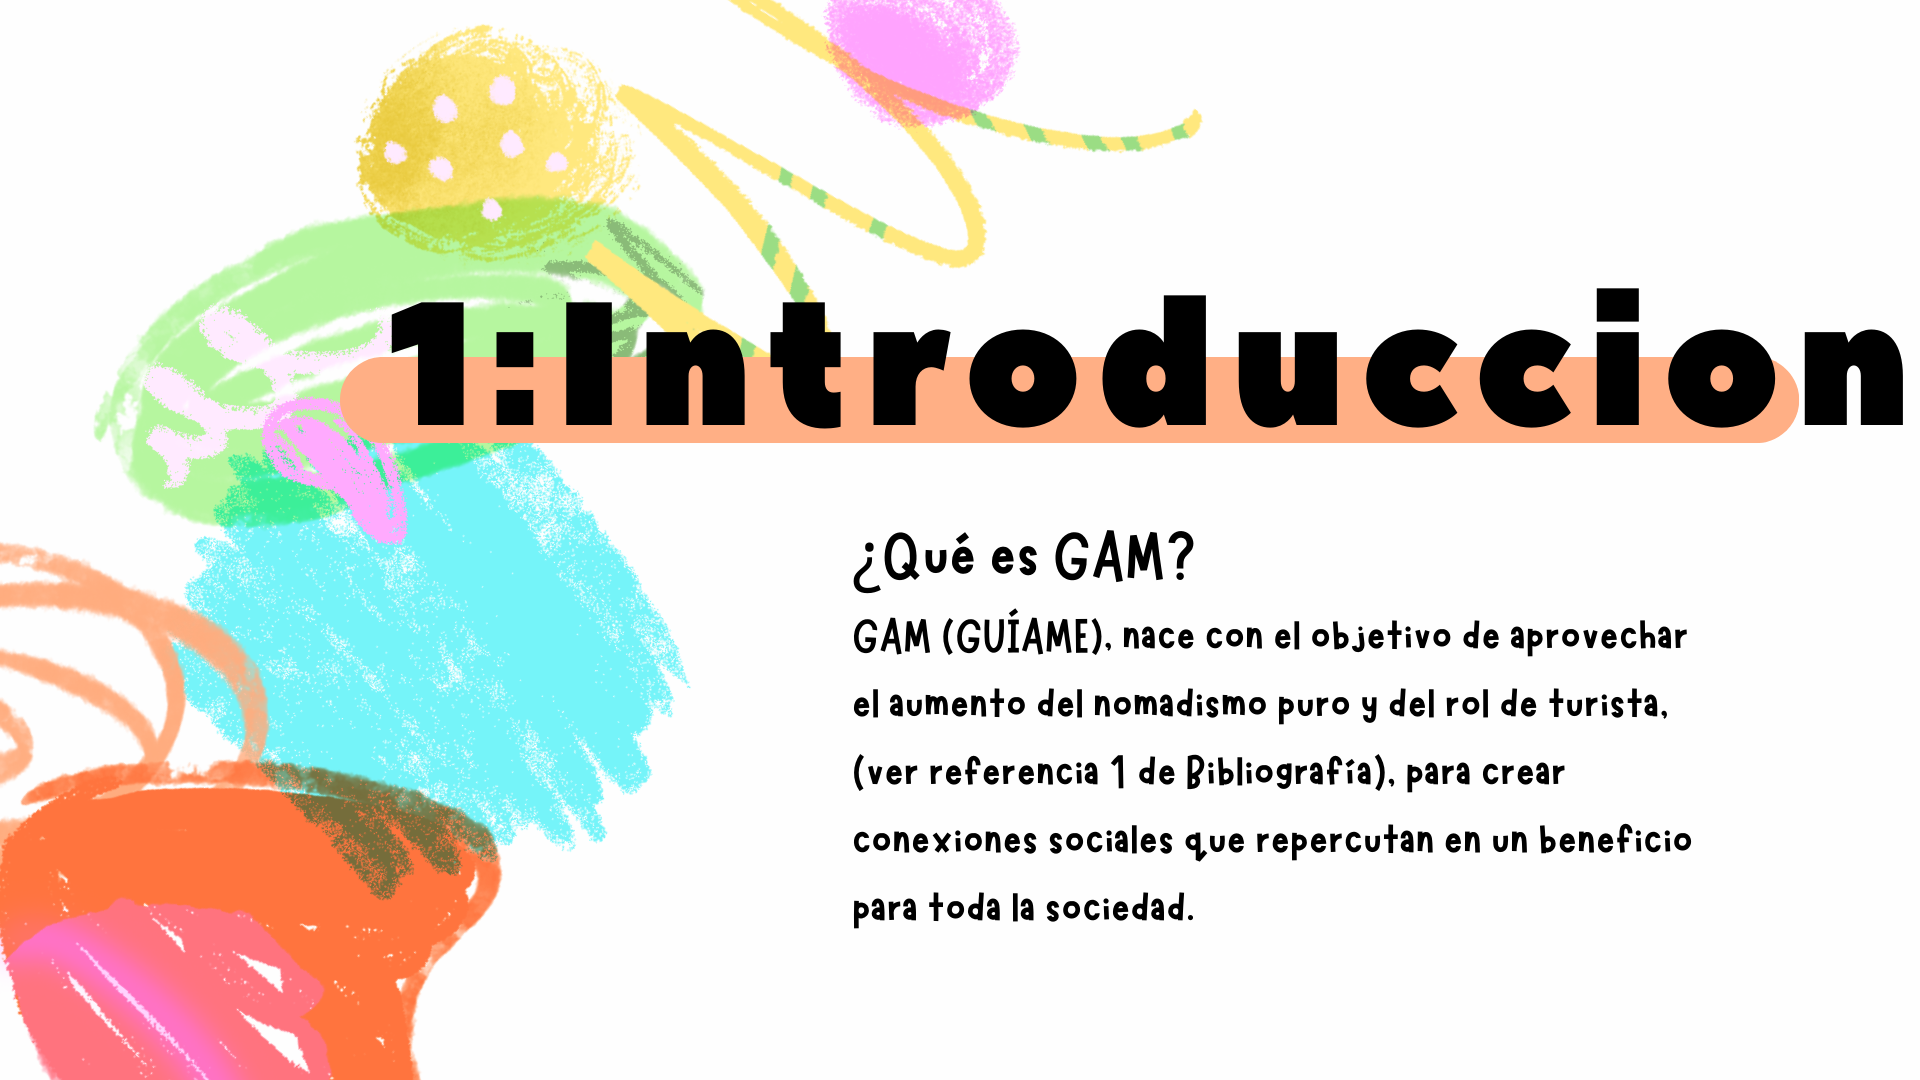 1:Introduccion
¿Qué es GAM?
GAM (GUÍAME), nace con el objetivo de aprovechar
el aumento del nomadismo puro y del rol de turista,
(ver referencia 1 de Bibliografía), para crear
conexiones sociales que repercutan en un beneficio
para toda la sociedad.